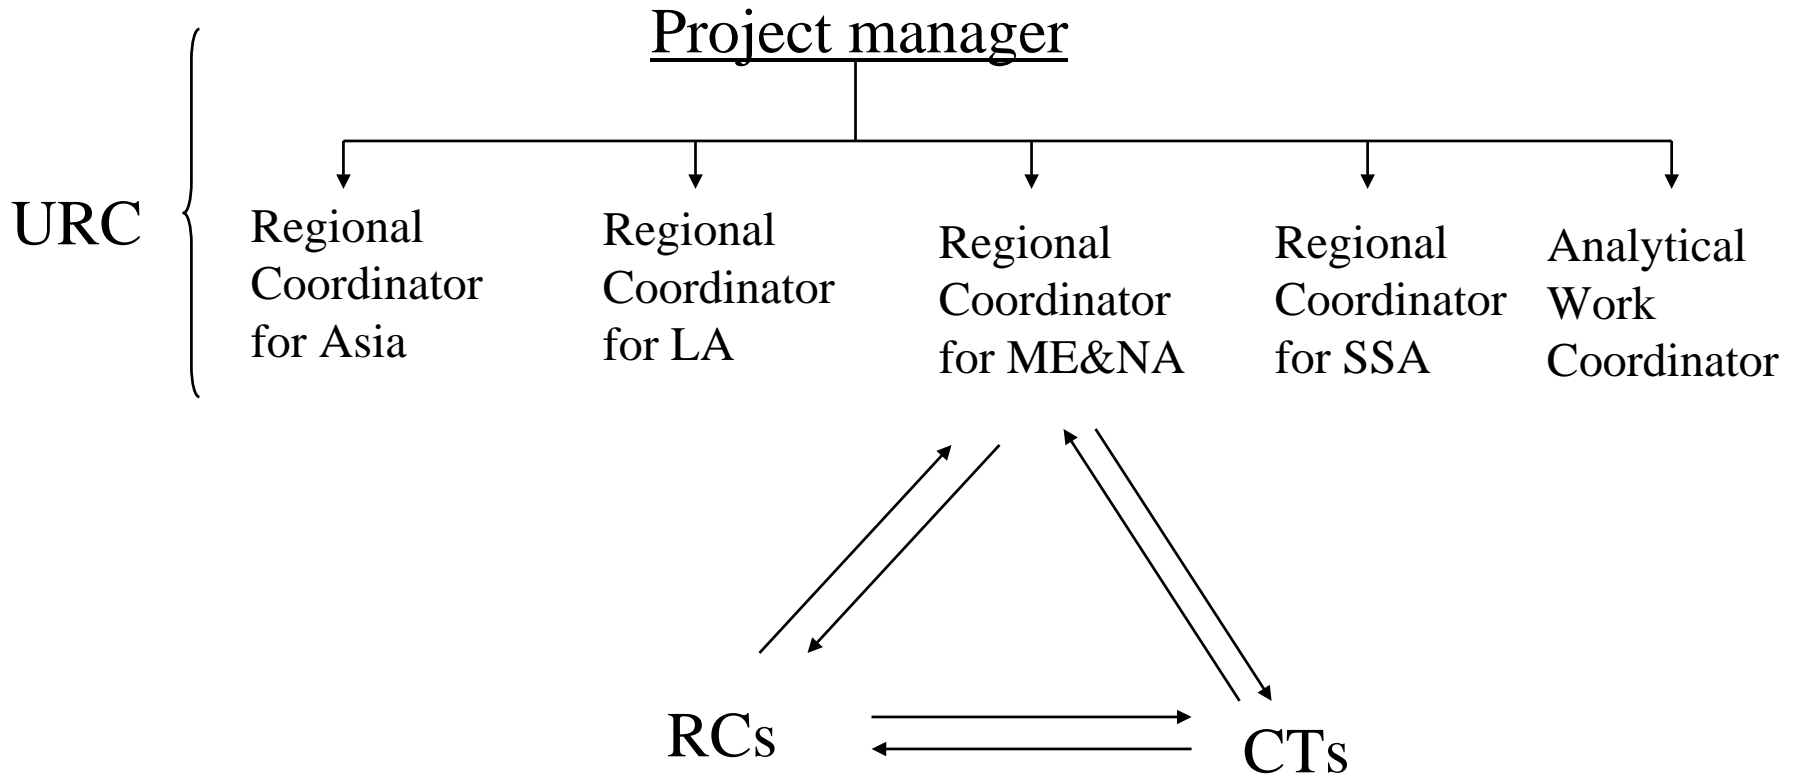 Project manager
URC
Regional
Coordinator
for Asia
Regional
Coordinator
for LA
Regional
Coordinator
for ME&NA
Regional
Coordinator
for SSA
Analytical
Work
Coordinator
RCs
CTs